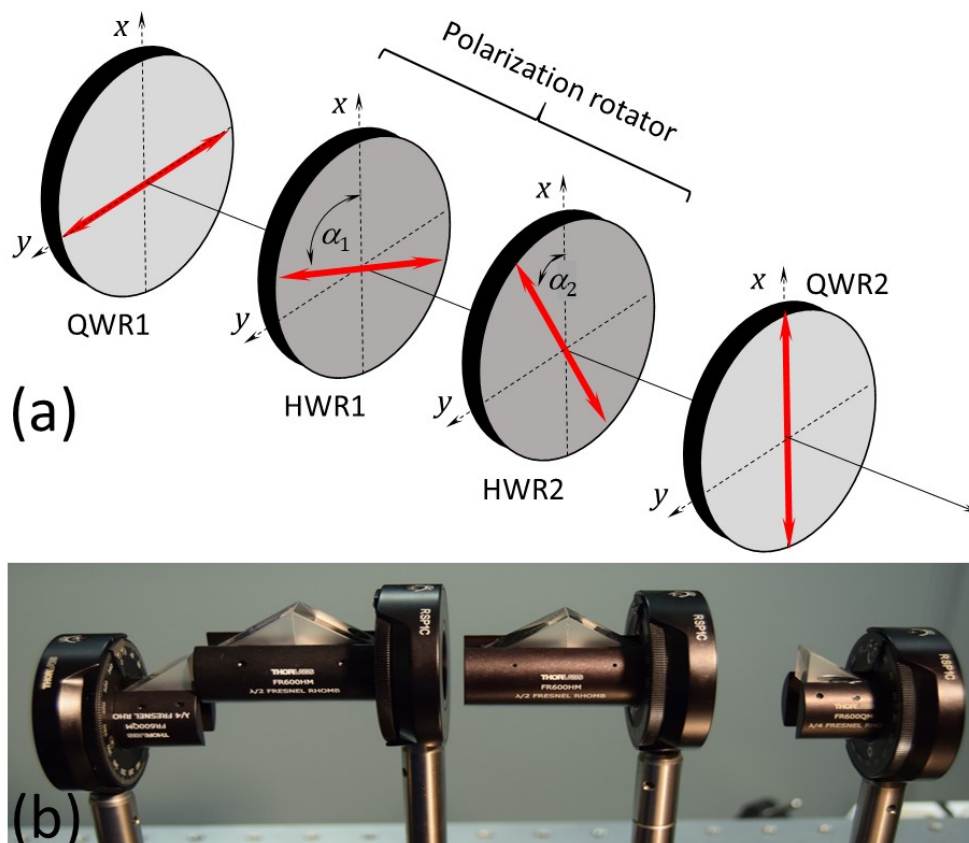 Polarization rotator
x
y
QWR1
x
α1
y
HWR1
x
α2
y
HWR2
x
QWR2
y
(a)
RSP1C
THORLABS
FR600HM
λ/2 FRESNEL RHOMB
THORLABS
FR600HM
λ/2 FRESNEL RHOMB
RSP1C
RSP1C
FR600QM
λ/4 FRESNEL RHO
FR600QM
λ/4 FRESNEL RHOMB
(b)